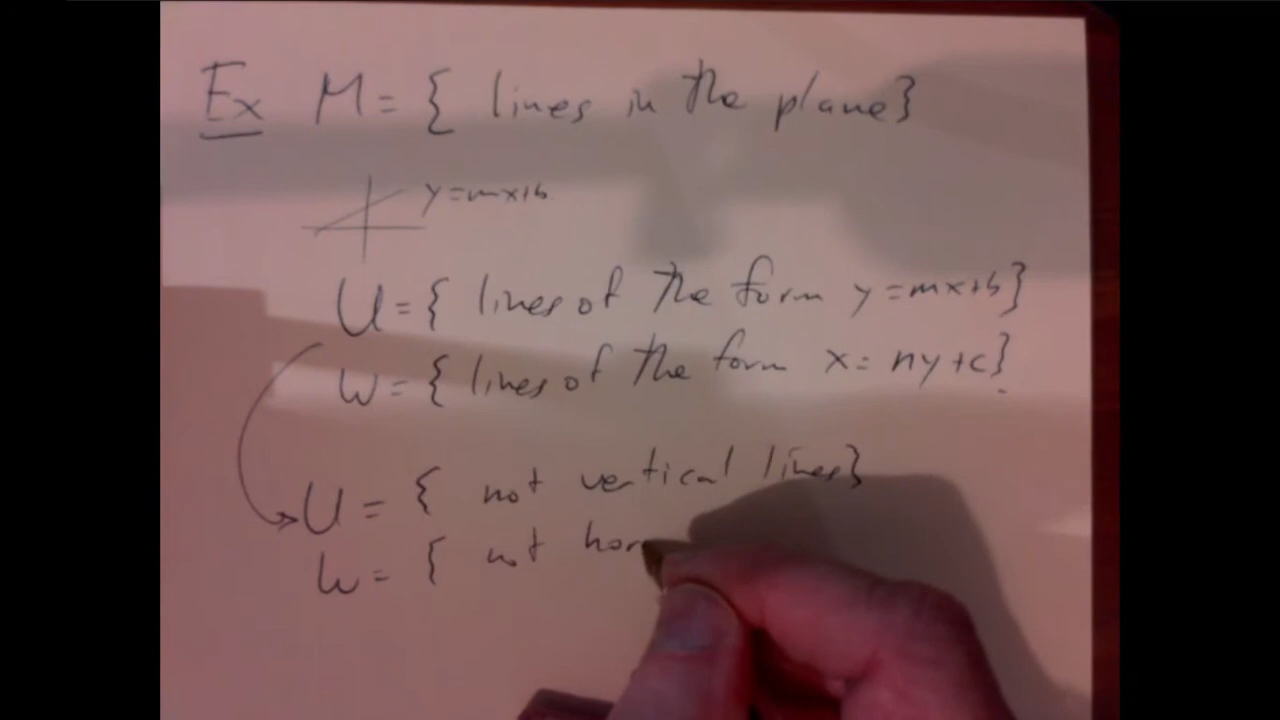 Ex M = { lines in the plane}
y=mx+b
U = { lines of the form y = mx+b}
W = { lines of the form x = ny+c}
U = { not vertical lines}
W = { not hor